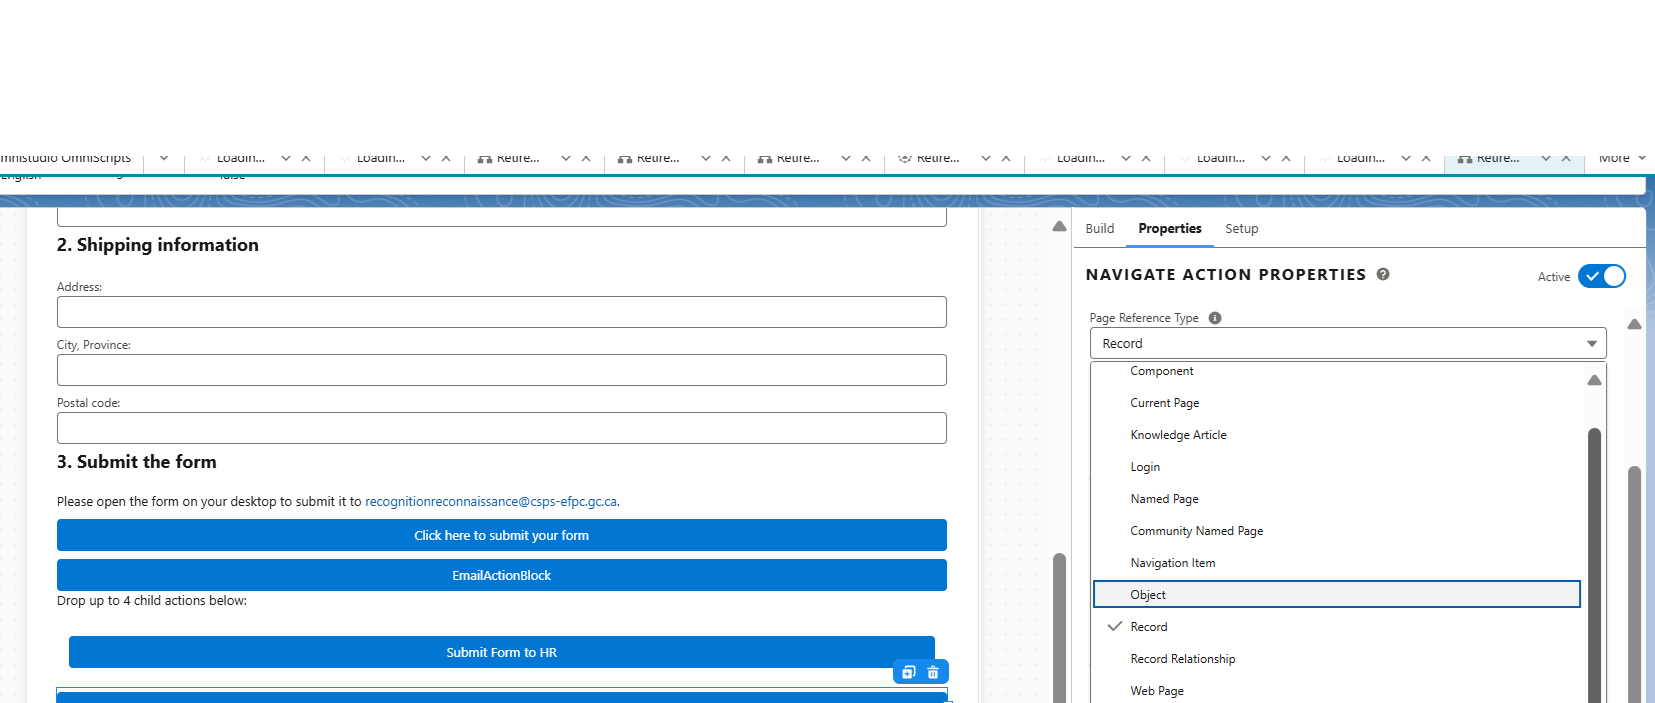 mnistudio OmniScripts
Loadin...
Loadin...
Retire...
Retire...
Retire...
Retire...
Loadin...
Loadin...
Loadin...
Retire...
More
English
false
2. Shipping information
Address:
City, Province:
Postal code:
3. Submit the form
Please open the form on your desktop to submit it to recognitionreconnaissance@csps-efpc.gc.ca.
Click here to submit your form
EmailActionBlock
Drop up to 4 child actions below:
Submit Form to HR
Build
Properties
Setup
NAVIGATE ACTION PROPERTIES
Active
Page Reference Type
Record
Component
Current Page
Knowledge Article
Login
Named Page
Community Named Page
Navigation Item
Object
Record
Record Relationship
Web Page